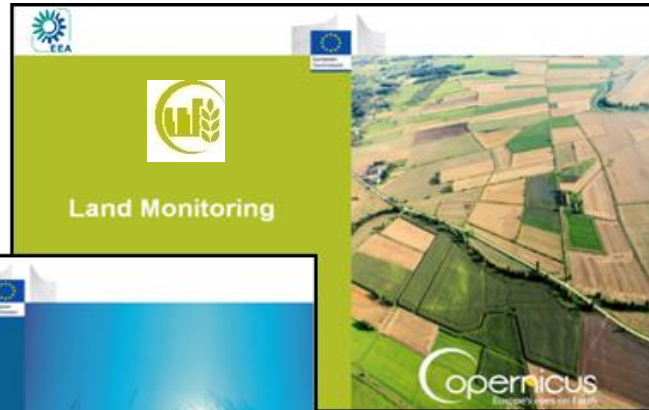 EEA
European
Commission
Land Monitoring
Copernicus
Europe's eyes on Earth